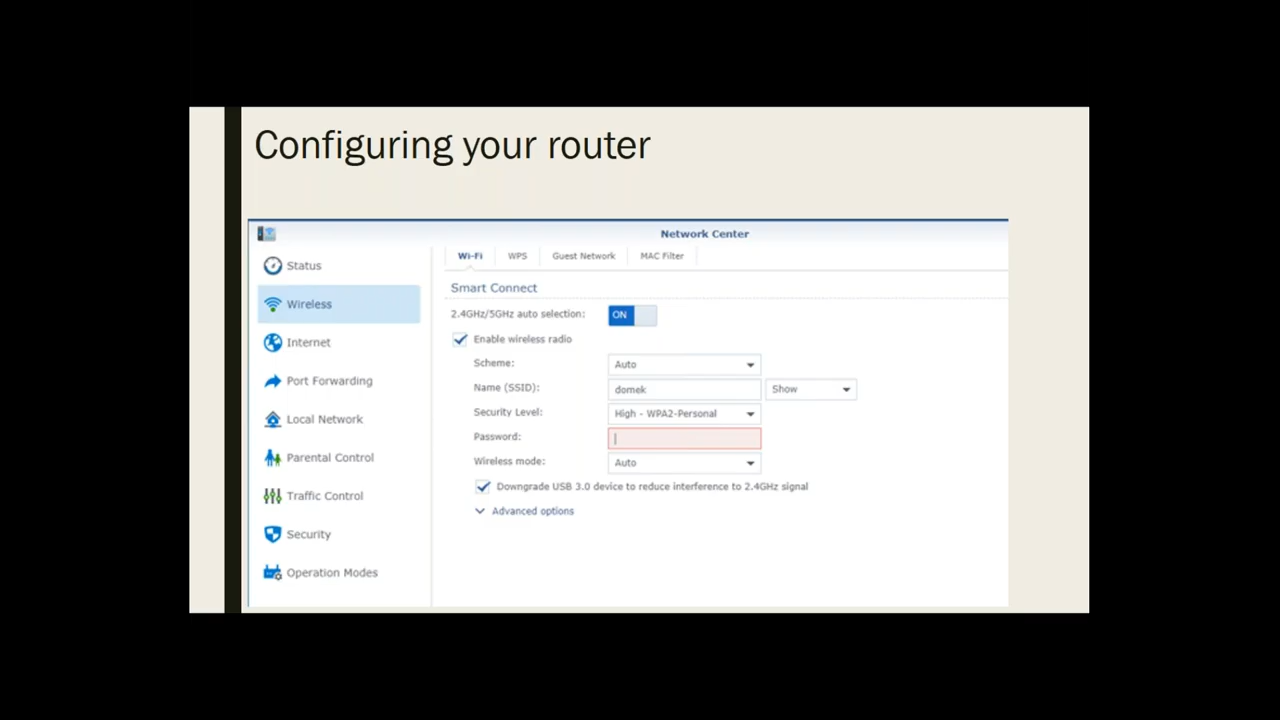 Configuring your router
Network Center
Status
Wireless
Internet
Port Forwarding
Local Network
Parental Control
Traffic Control
Security
Operation Modes
Wi-Fi WPS Guest Network MAC Filter
Smart Connect
2.4GHz/5GHz auto selection: ON
Enable wireless radio
Scheme: Auto
Name (SSID): domek Show
Security Level: High - WPA2-Personal
Password:
Wireless mode: Auto
Downgrade USB 3.0 device to reduce interference to 2.4GHz signal
Advanced options